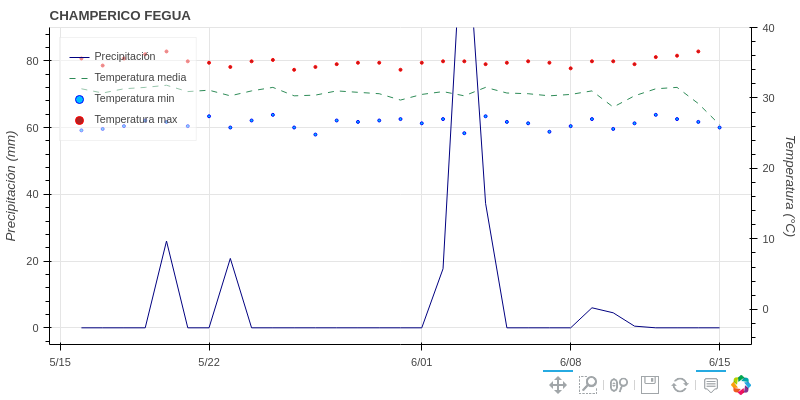 CHAMPERICO FEGUA
Precipitación
Temperatura media
Temperatura min
Temperatura max
Precipitación (mm)
80
60
40
20
0
40
30
20
10
0
Temperatura (°C)
5/15
5/22
6/01
6/08
6/15